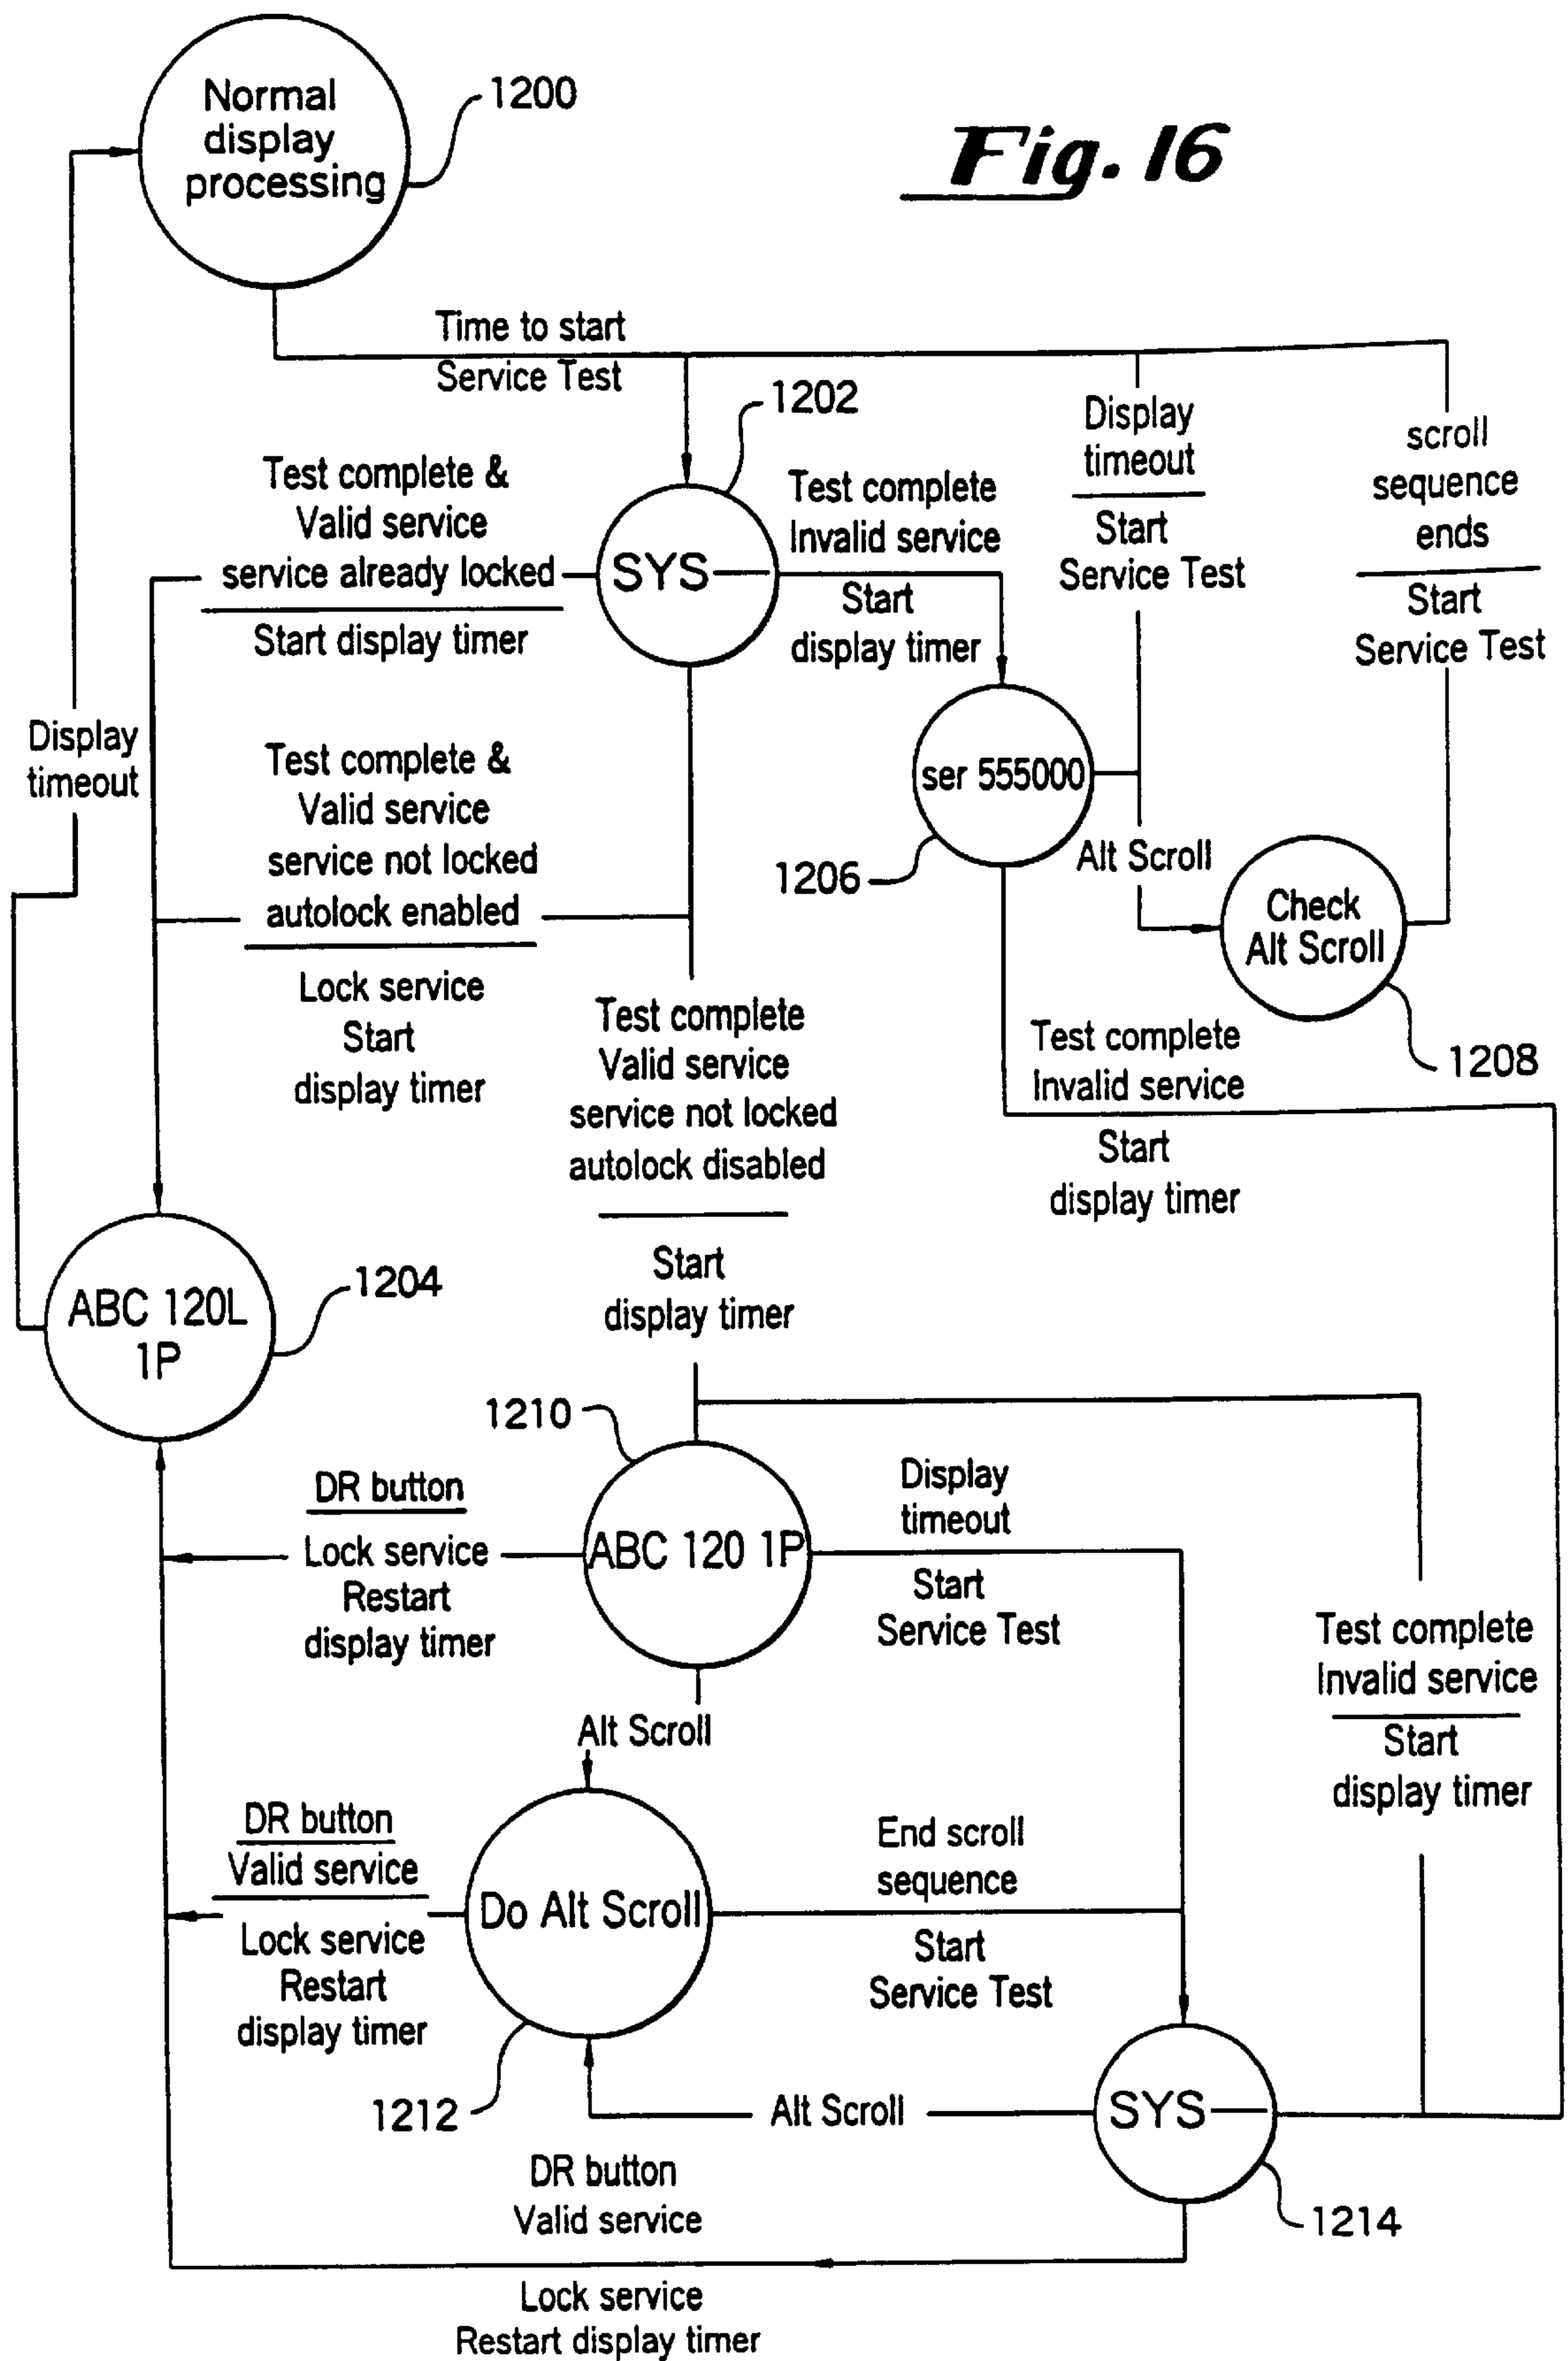 Normal
display
processing
1200
Fig. 16
Time to start
Service Test
1202
Display
timeout
Start
Service Test
scroll
sequence
ends
Start
Service Test
Test complete &
Valid service
service already locked
Start display timer
SYS
Test complete
Invalid service
Start
display timer
Display
timeout
Test complete &
Valid service
service not locked
autolock enabled
Lock service
Start
display timer
ser 555000
1206
Alt Scroll
Check
Alt Scroll
1208
Test complete
Valid service
service not locked
autolock disabled
Start
display timer
Test complete
Invalid service
Start
display timer
ABC 120L
1P
1204
1210
DR button
Lock service
Restart
display timer
ABC 120 1P
Display
timeout
Start
Service Test
Test complete
Invalid service
Start
display timer
Alt Scroll
DR button
Valid service
Lock service
Restart
display timer
Do Alt Scroll
End scroll
sequence
Start
Service Test
1212
Alt Scroll
SYS
1214
DR button
Valid service
Lock service
Restart display timer